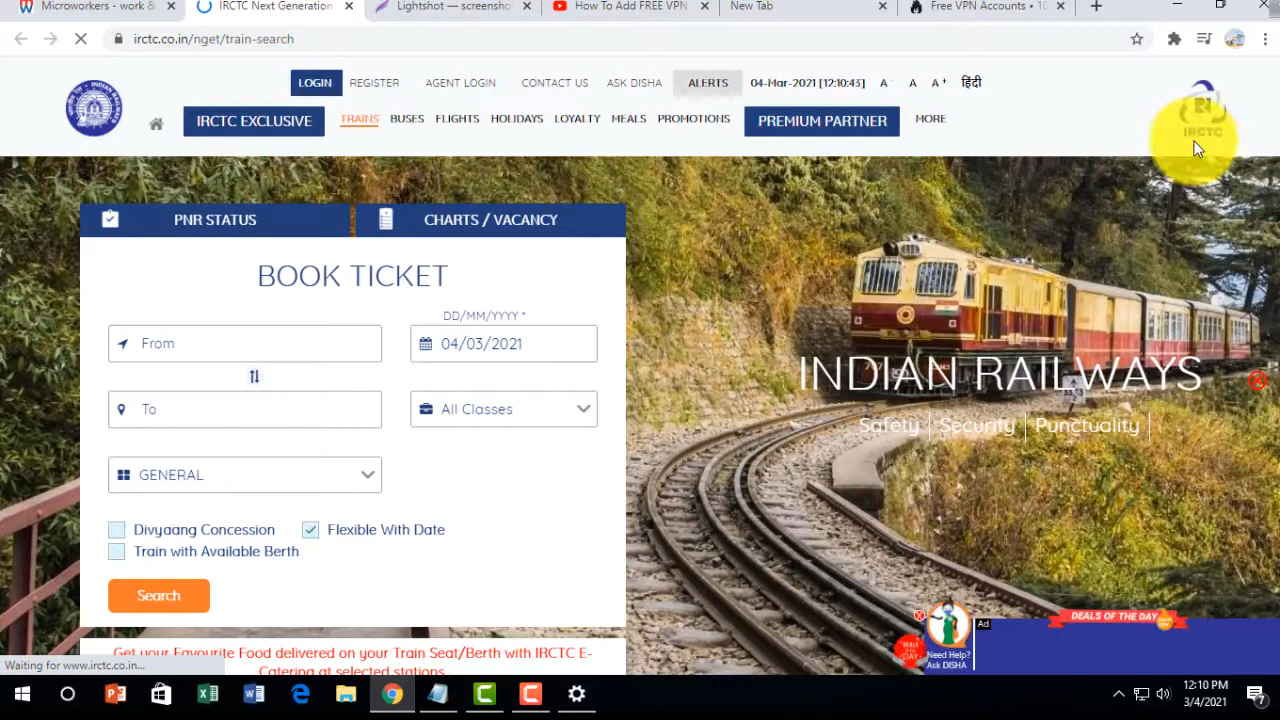 Microworkers - work &
IRCTC Next Generation
Lightshot — screenshot
How To Add FREE VPN
New Tab
Free VPN Accounts • 10
irctc.co.in/nget/train-search
LOGIN REGISTER AGENT LOGIN CONTACT US ASK DISHA ALERTS 04-Mar-2021 [12:10:43] A A A+ हिंदी
IRCTC EXCLUSIVE TRAINS BUSES FLIGHTS HOLIDAYS LOYALTY MEALS PROMOTIONS PREMIUM PARTNER MORE
IRCTC
PNR STATUS CHARTS / VACANCY
BOOK TICKET
DD/MM/YYYY *
From
04/03/2021
To
All Classes
GENERAL
Divyaang Concession
Flexible With Date
Train with Available Berth
Search
INDIAN RAILWAYS
Safety Security Punctuality
Get your Favourite Food delivered on your Train Seat/Berth with IRCTC E-
Catering at selected stations
Need Help?
Ask DISHA
Ad
DEALS OF THE DAY
Waiting for www.irctc.co.in...
12:10 PM
3/4/2021
7